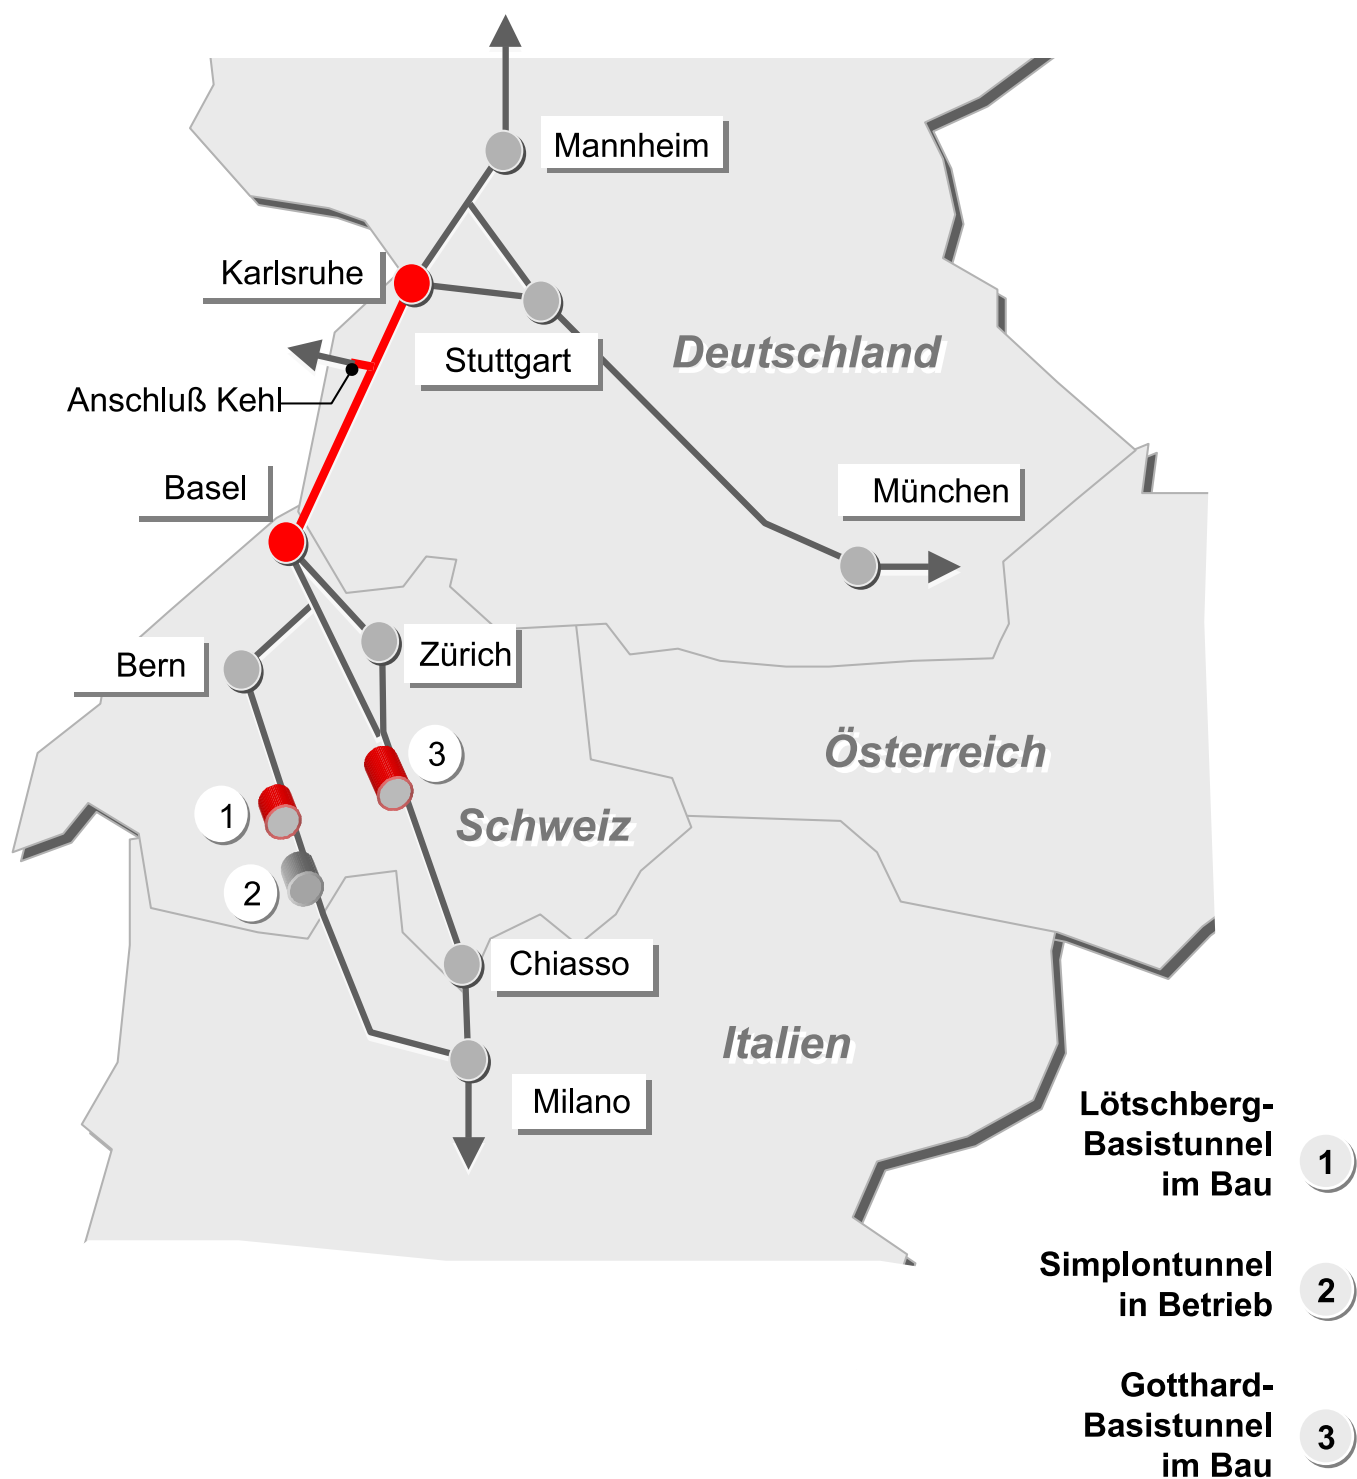 Mannheim
Karlsruhe
Stuttgart
Deutschland
Anschluß Kehl
Basel
München
Bern
Zürich
Österreich
3
1
Schweiz
2
Chiasso
Italien
Milano
Lötschberg-
Basistunnel
im Bau
1
Simplontunnel
in Betrieb
2
Gotthard-
Basistunnel
im Bau
3